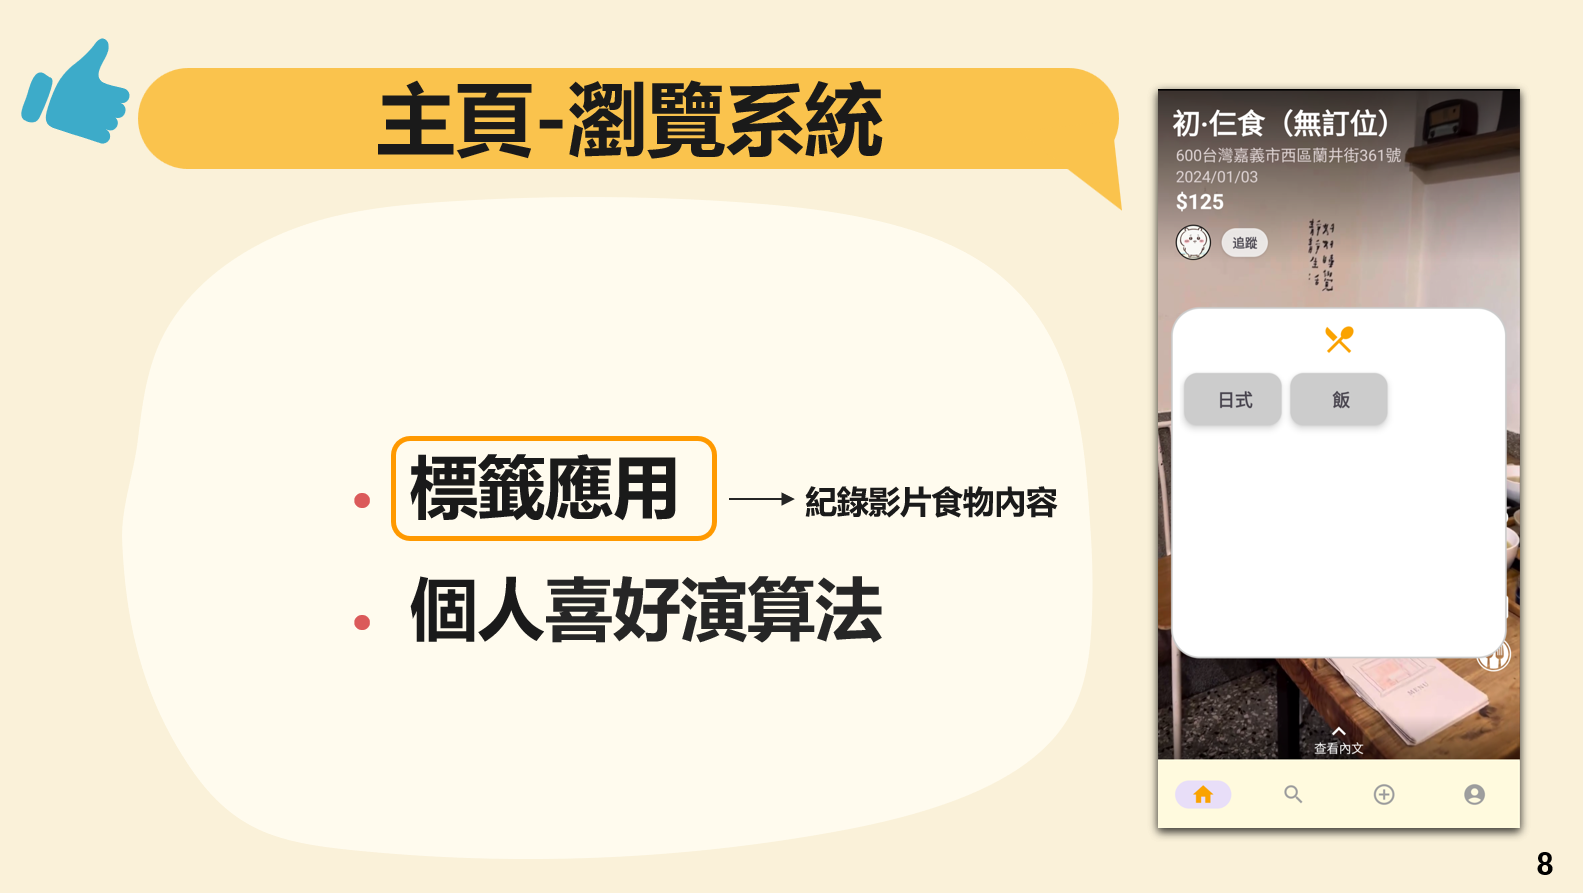 主頁-瀏覽系統
標籤應用
紀錄影片食物內容
個人喜好演算法
初·仨食（無訂位）
600台灣嘉義市西區蘭井街361號
2024/01/03
$125
追蹤
日式
飯
MENU
查看內文
8